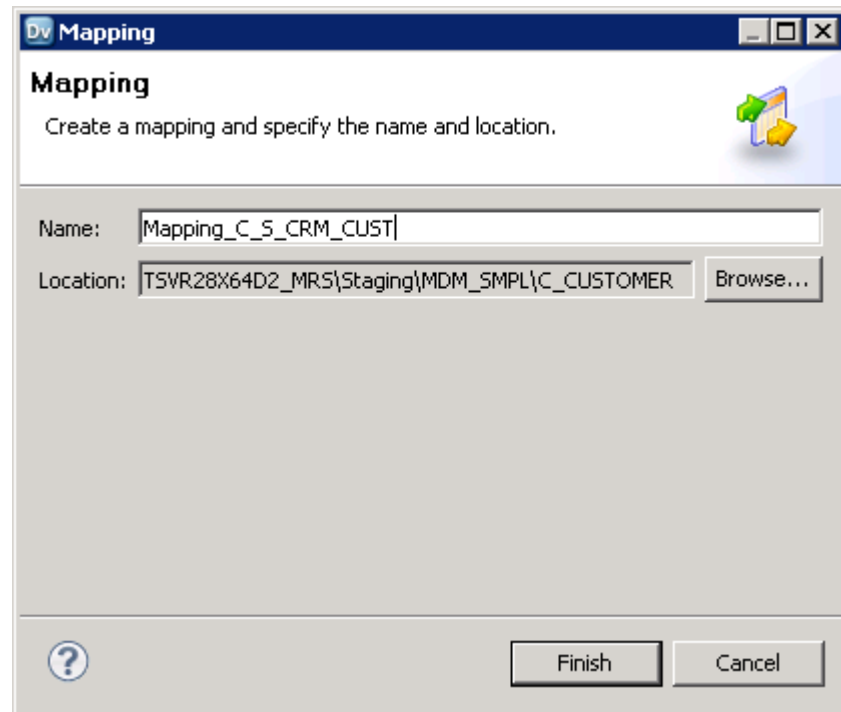 Dv Mapping
Mapping
Create a mapping and specify the name and location.
Name: Mapping_C_S_CRM_CUST
Location: TSVR28X64D2_MRS\Staging\MDM_SMPL\C_CUSTOMER Browse...
? Finish Cancel